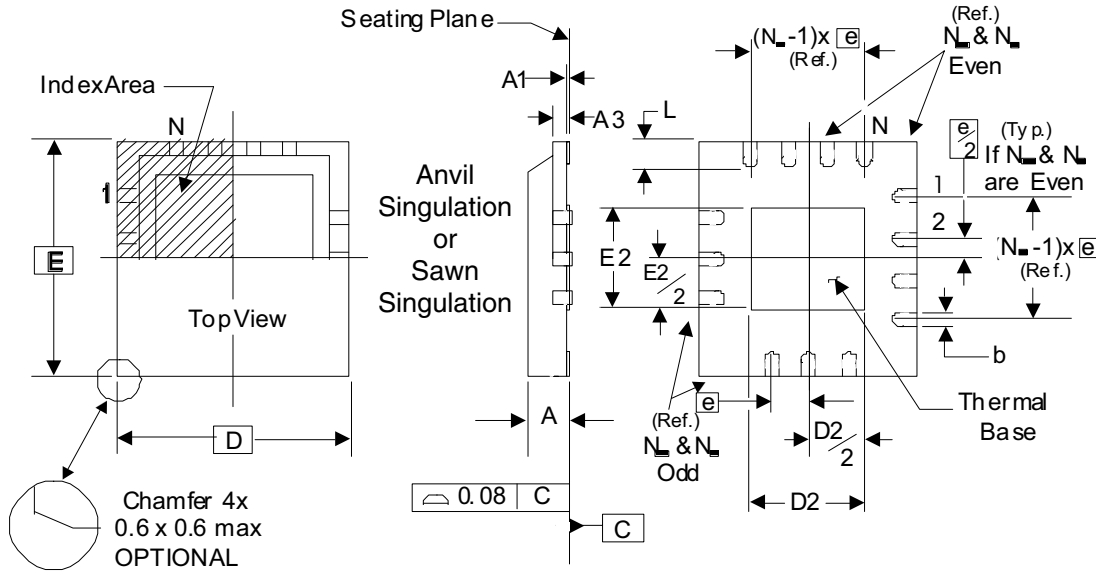 Seating Plane
(Ref.)
N & N
Even
(N -1)x e
(Ref.)
A1
A3
L
IndexArea
N
N
e/2
(Typ.)
If N & N
are Even
1
1
2
Anvil
Singulation
or
Sawn
Singulation
E
E2
E2/2
(N -1)x e
(Ref.)
TopView
b
A
e
Thermal
Base
(Ref.)
N & N
Odd
D
D2/2
D2
Chamfer 4x
0.6 x 0.6 max
OPTIONAL
0.08 C
C